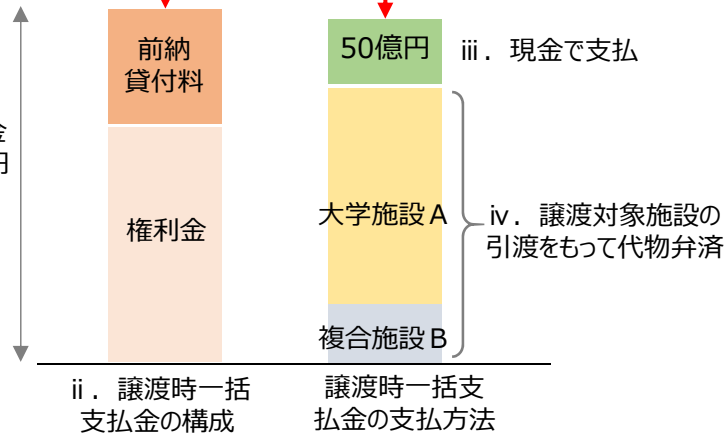 前納
貸付料
50億円
ⅲ．現金で支払
金
円
権利金
大学施設A
ⅳ．譲渡対象施設の
引渡をもって代物弁済
複合施設B
ⅱ．譲渡時一括
支払金の構成
譲渡時一括支
払金の支払方法